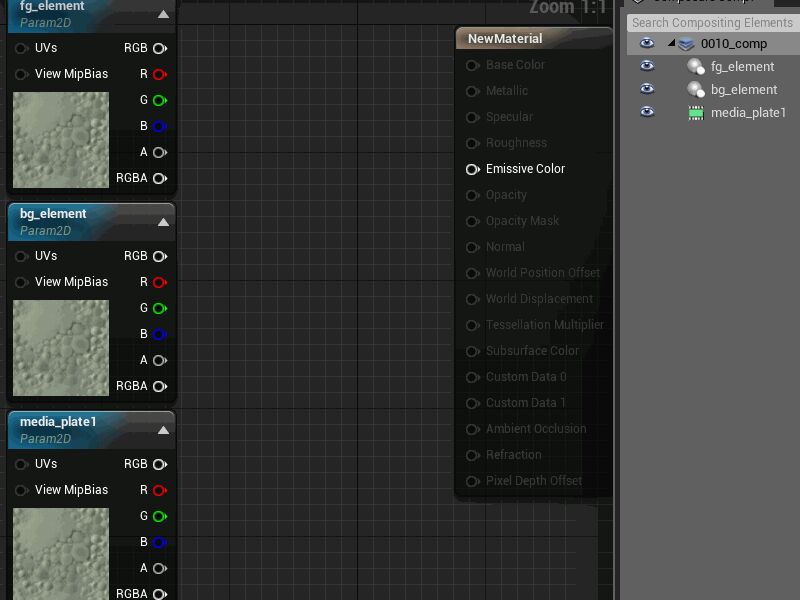 fg_element
Param2D
UVs RGB
View MipBias R
G
B
A
RGBA
bg_element
Param2D
UVs RGB
View MipBias R
G
B
A
RGBA
media_plate1
Param2D
UVs RGB
View MipBias R
G
B
A
RGBA
Zoom 1:1
NewMaterial
Base Color
Metallic
Specular
Roughness
Emissive Color
Opacity
Opacity Mask
Normal
World Position Offset
World Displacement
Tessellation Multiplier
Subsurface Color
Custom Data 0
Custom Data 1
Ambient Occlusion
Refraction
Pixel Depth Offset
Search Compositing Elements
0010_comp
fg_element
bg_element
media_plate1